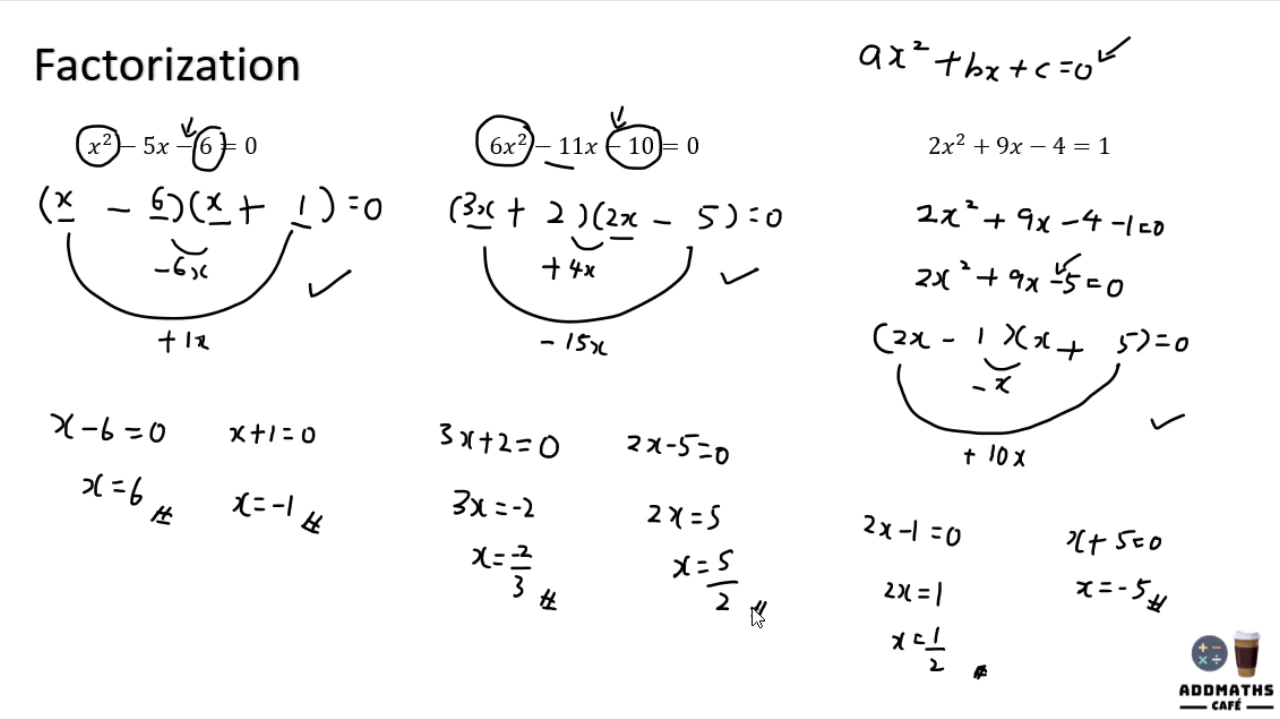 Factorization
ax² + bx + c = 0
x² − 5x − 6 = 0
(x − 6)(x + 1) = 0
−6x
+1x
x − 6 = 0
x = 6
x + 1 = 0
x = −1
6x² − 11x − 10 = 0
(3x + 2)(2x − 5) = 0
+4x
−15x
3x + 2 = 0
3x = −2
x = −2/3
2x − 5 = 0
2x = 5
x = 5/2
2x² + 9x − 4 = 1
2x² + 9x − 4 − 1 = 0
2x² + 9x − 5 = 0
(2x − 1)(x + 5) = 0
−x
+10x
2x − 1 = 0
2x = 1
x = 1/2
x + 5 = 0
x = −5
ADDMATHS
CAFÉ